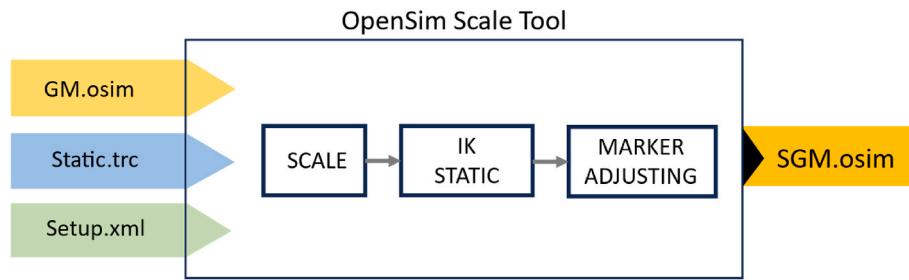 OpenSim Scale Tool
GM.osim
Static.trc
Setup.xml
SCALE
IK
STATIC
MARKER
ADJUSTING
SGM.osim